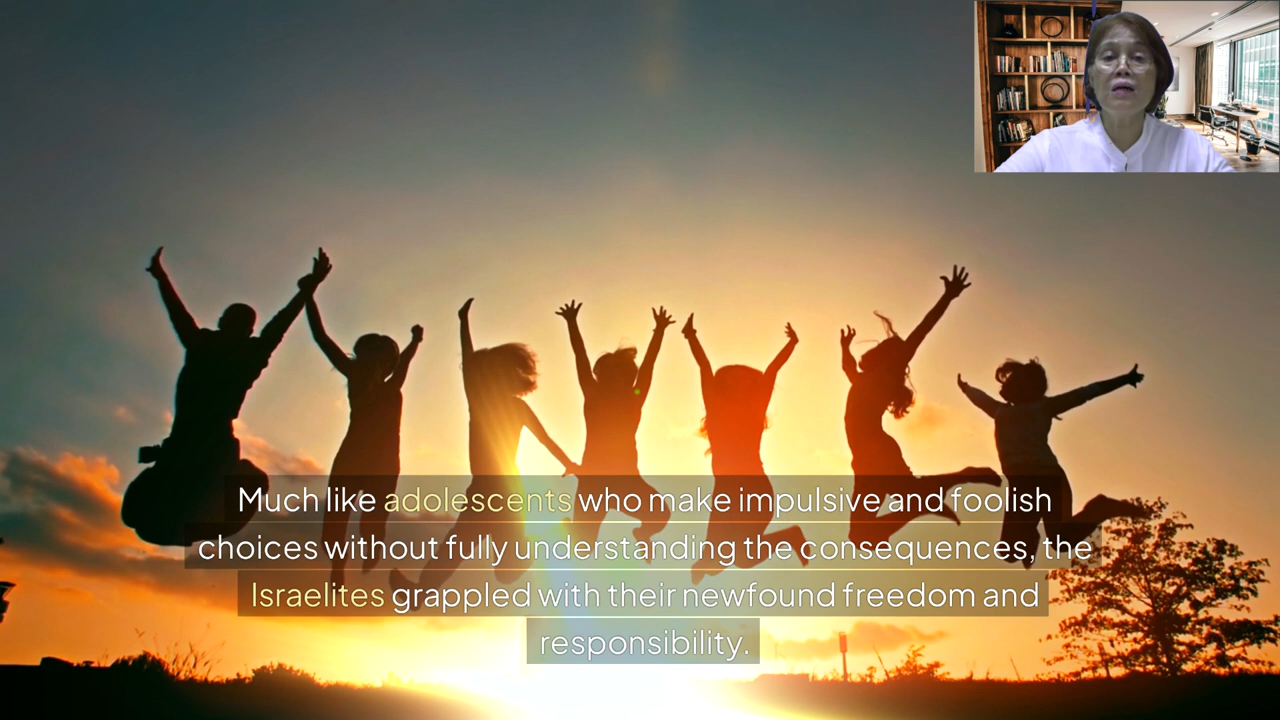 Much like adolescents who make impulsive and foolish
choices without fully understanding the consequences, the
Israelites grappled with their newfound freedom and
responsibility.